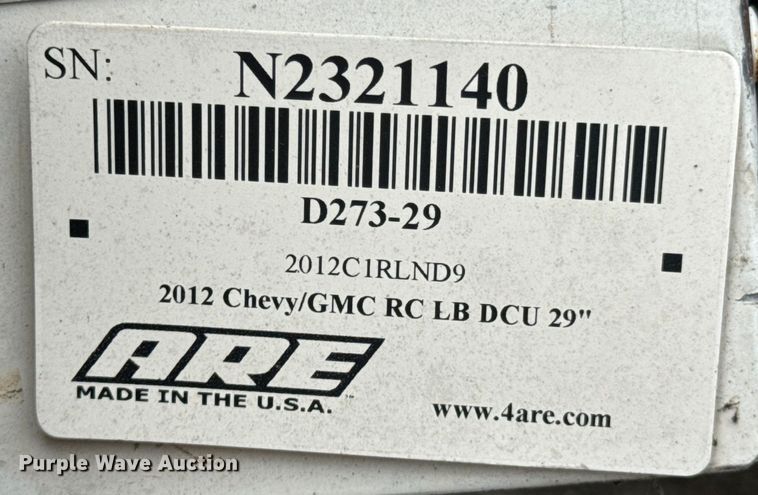 SN: N2321140
D273-29
2012C1RLND9
2012 Chevy/GMC RC LB DCU 29"
ARE
MADE IN THE U.S.A.™
www.4are.com
Purple Wave Auction